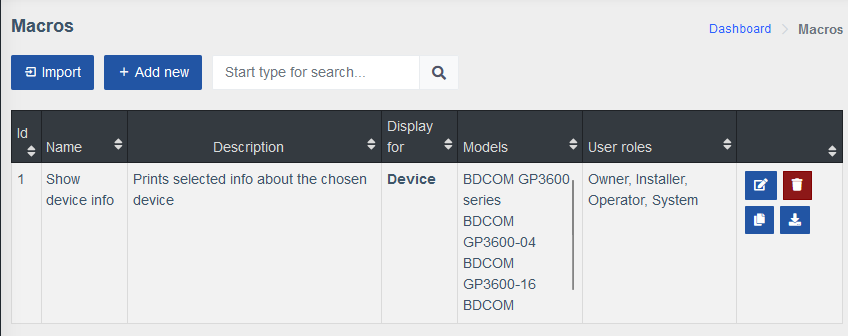 Macros
Dashboard > Macros
Import
+ Add new
Start type for search...
Id
Name
Description
Display
for
Models
User roles
1
Show
device info
Prints selected info about the chosen
device
Device
BDCOM GP3600
series
BDCOM
GP3600-04
BDCOM
GP3600-16
BDCOM
Owner, Installer,
Operator, System